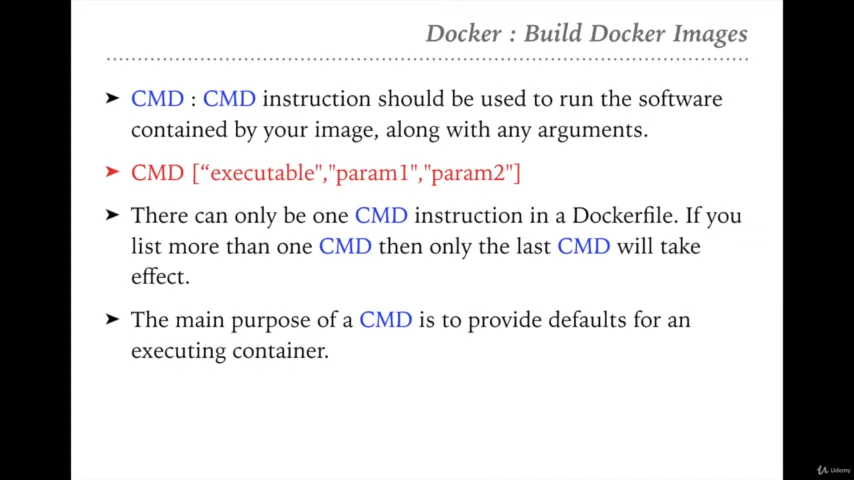 Docker : Build Docker Images
➤ CMD : CMD instruction should be used to run the software
contained by your image, along with any arguments.
➤ CMD [“executable","param1","param2"]
➤ There can only be one CMD instruction in a Dockerfile. If you
list more than one CMD then only the last CMD will take
effect.
➤ The main purpose of a CMD is to provide defaults for an
executing container.
Udemy